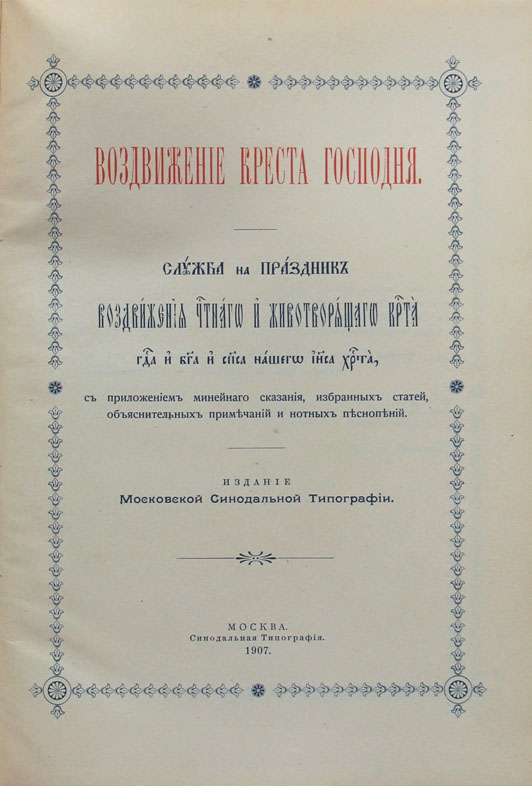 ВОЗДВИЖЕНІЕ КРЕСТА ГОСПОДНЯ.
СЛꙊ́ЖБА на ПРА́ЗДНИКЪ
ВОЗДВИ́ЖЕНІѦ Чⷭ҇ТНА́ГѠ И҆ ЖИВОТВОРѦ́ЩАГѠ КРⷭ҇ТА̀
гдⷭ҇а и҆ бг҃а и҆ сп҃са на́шегѡ і҆и҃са хрⷭ҇та̀,
съ приложеніемъ минейнаго сказанія, избранныхъ статей,
объяснительныхъ примѣчаній и нотныхъ пѣснопѣній.
ИЗДАНІЕ
Московской Синодальной Типографіи.
МОСКВА.
Синодальная Типографія.
1907.